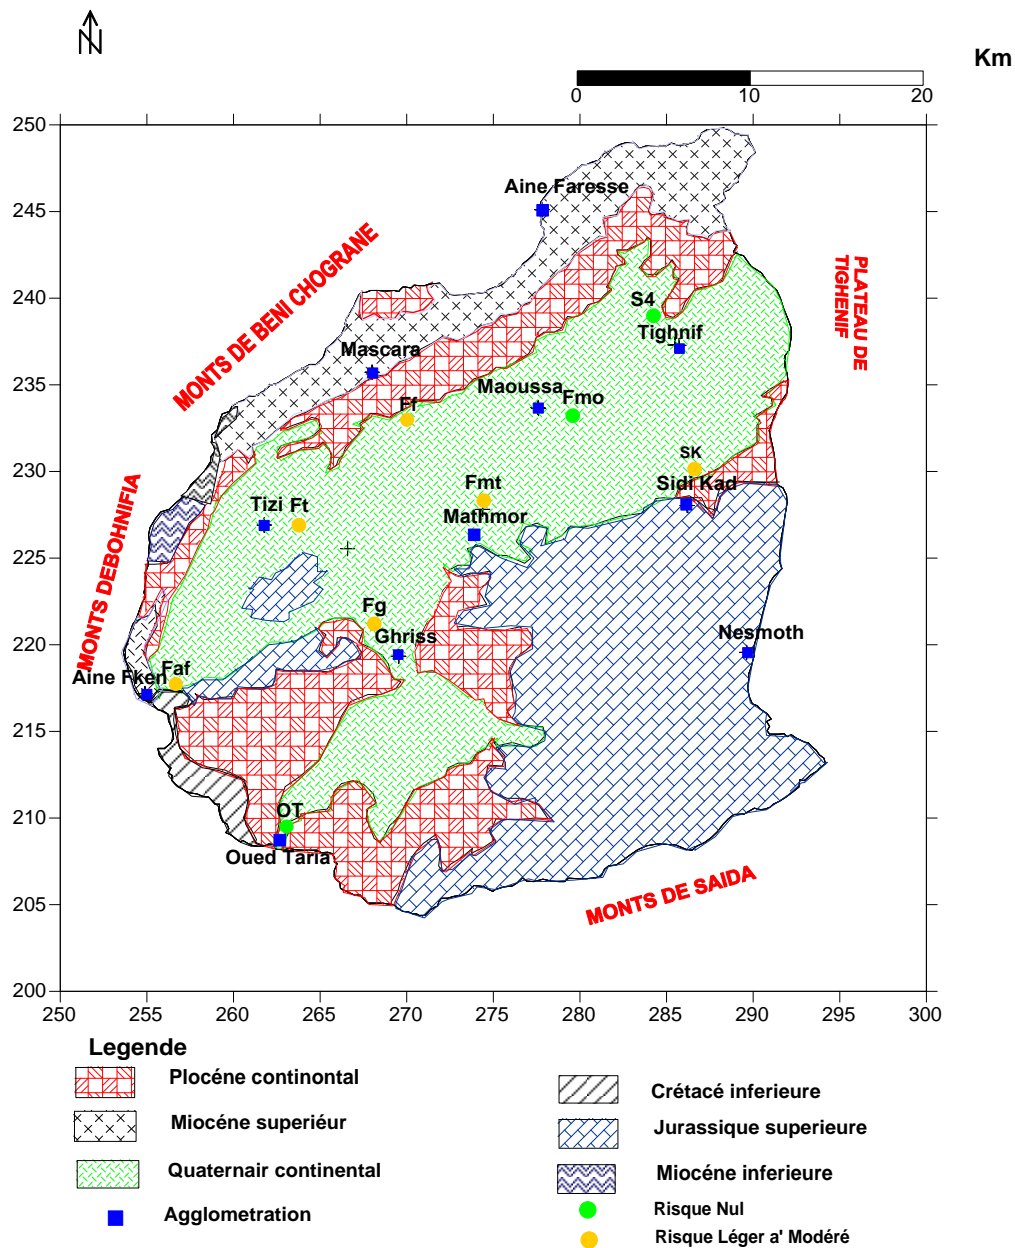 N
Km
0 10 20
250
245
240
235
230
225
220
215
210
205
200
250 255 260 265 270 275 280 285 290 295 300
Aine Faresse
MONTS DE BENI CHOGRANE
PLATEAU DE
TIGHENIF
S4
Tighnif
Mascara
Maoussa
Fmo
Ff
SK
Sidi Kad
Fmt
Mathmor
Tizi
Ft
MONTS DEBOHNIFIA
Fg
Ghriss
Nesmoth
Faf
Aine Fken
OT
Oued Taria
MONTS DE SAIDA
Legende
Plocéne continontal
Miocéne superiéur
Quaternair continental
Agglometration
Crétacé inferieure
Jurassique superieure
Miocéne inferieure
Risque Nul
Risque Léger a' Modéré